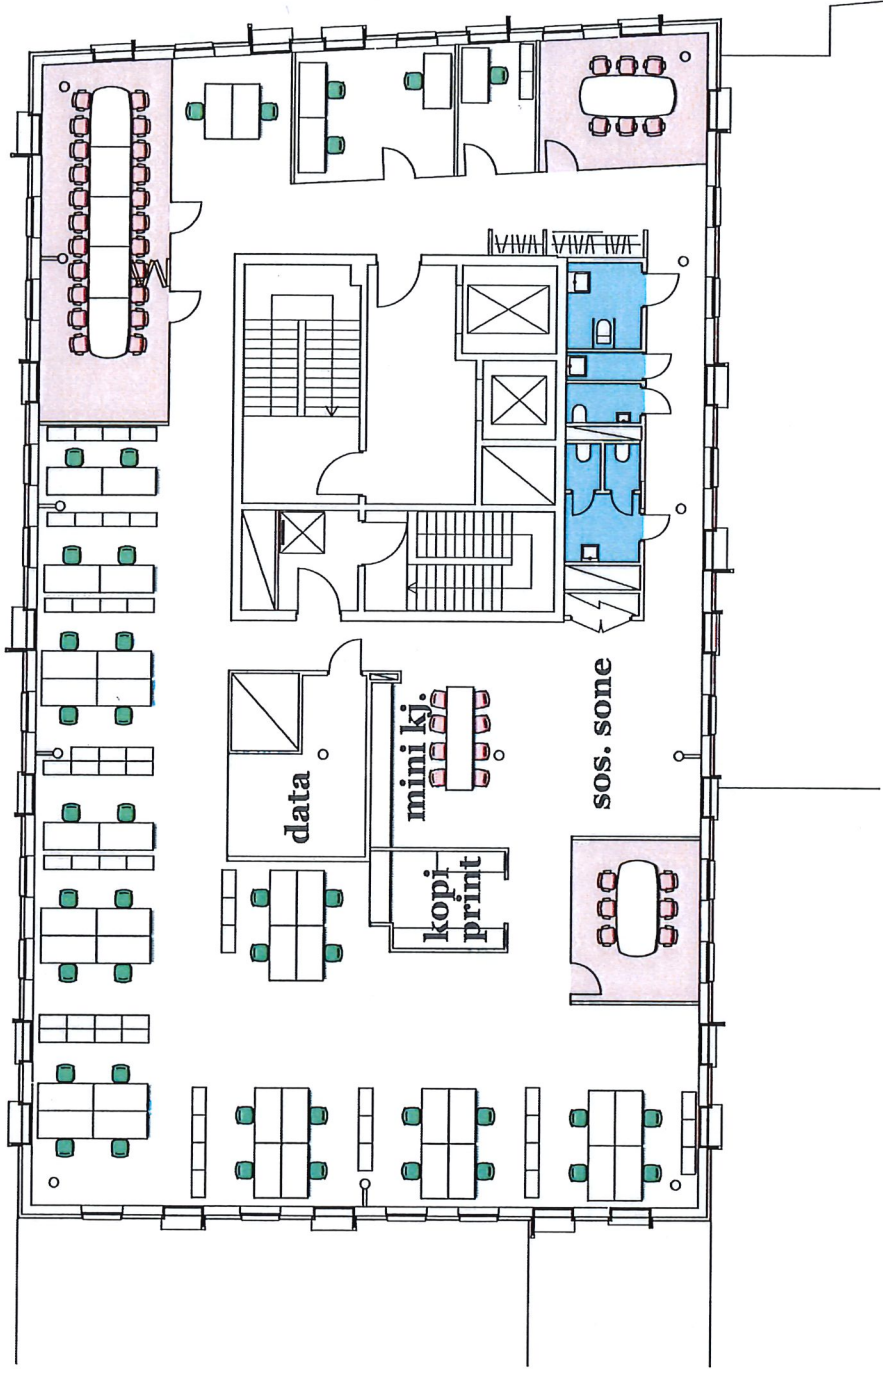 data
mini kj.
kopi
print
sos. sone